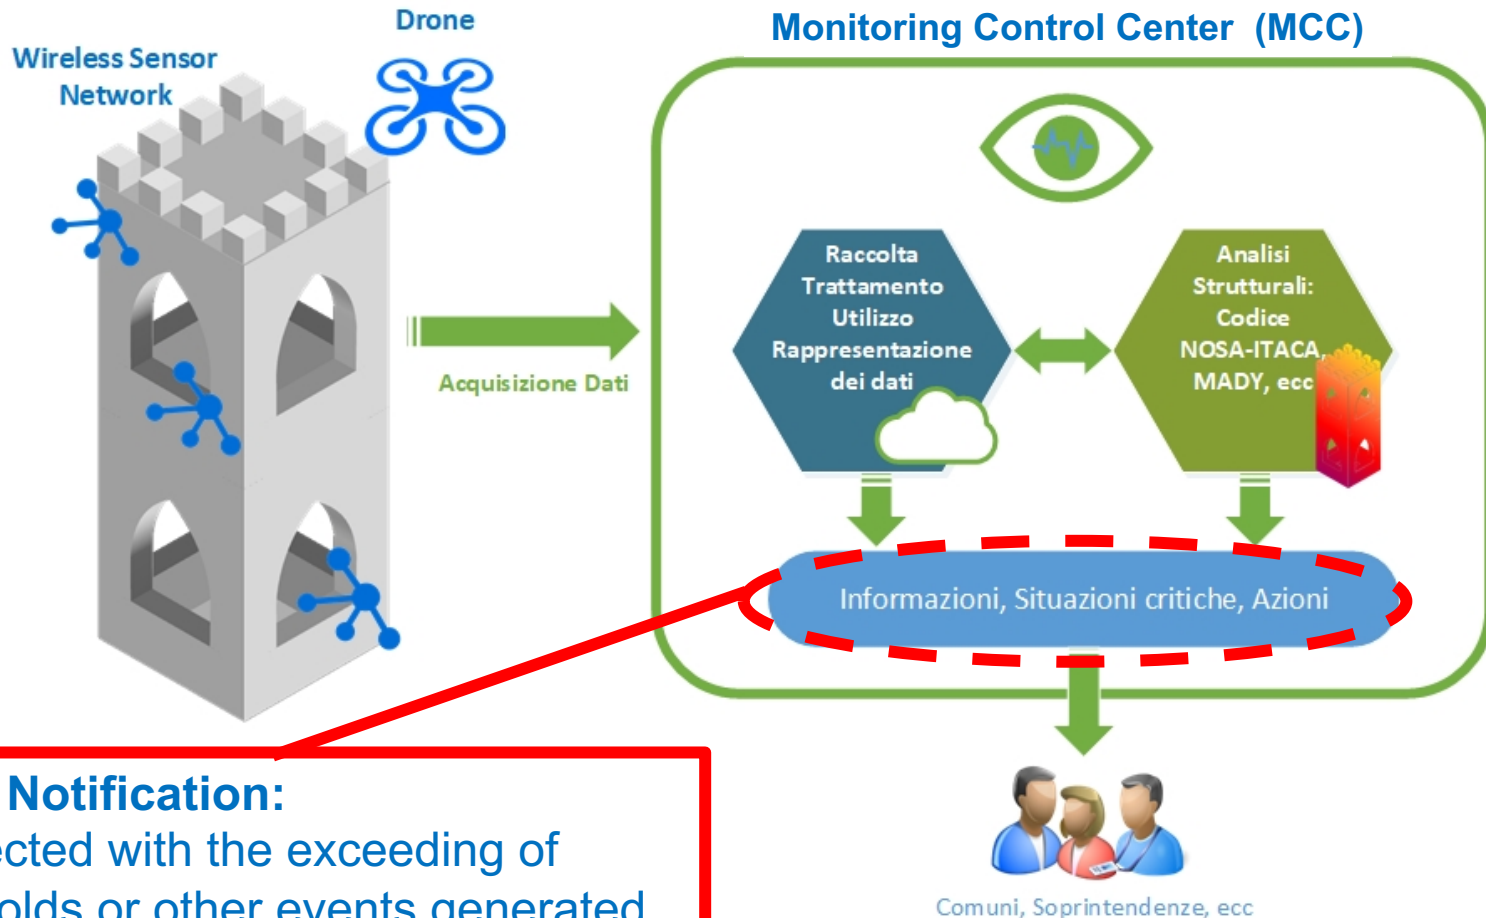 Drone
Monitoring Control Center (MCC)
Wireless Sensor
Network
Raccolta
Trattamento
Utilizzo
Rappresentazione
dei dati
Analisi
Strutturali:
Codice
NOSA-ITACA,
MADY, ecc
Acquisizione Dati
Informazioni, Situazioni critiche, Azioni
Notification:
ected with the exceeding of
olds or other events generated
Comuni, Soprintendenze, ecc